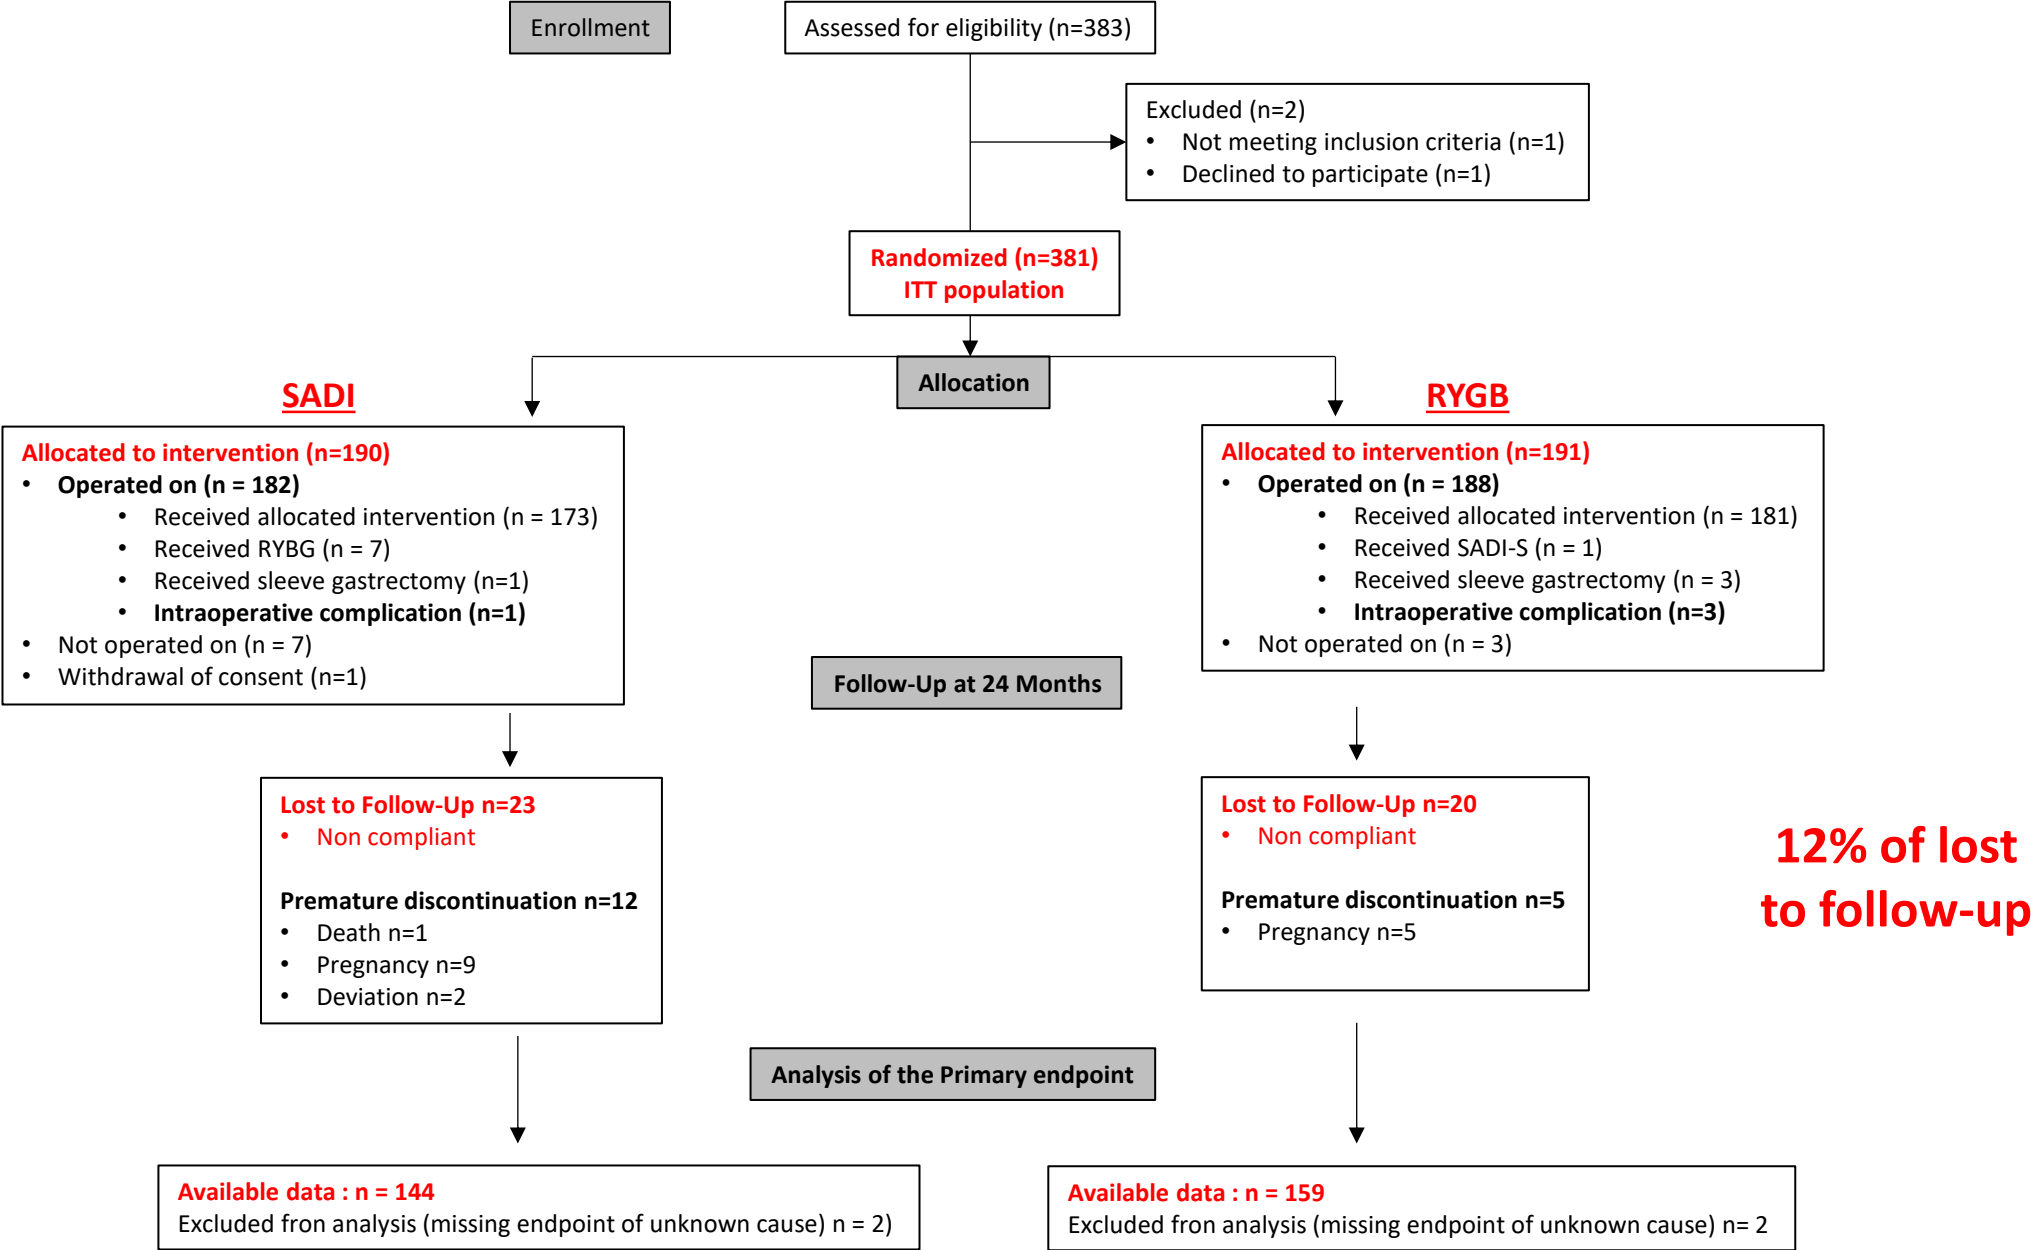 Enrollment
Assessed for eligibility (n=383)
Excluded (n=2)
• Not meeting inclusion criteria (n=1)
• Declined to participate (n=1)
Randomized (n=381)
ITT population
Allocation
SADI
Allocated to intervention (n=190)
• Operated on (n = 182)
• Received allocated intervention (n = 173)
• Received RYBG (n = 7)
• Received sleeve gastrectomy (n=1)
• Intraoperative complication (n=1)
• Not operated on (n = 7)
• Withdrawal of consent (n=1)
RYGB
Allocated to intervention (n=191)
• Operated on (n = 188)
• Received allocated intervention (n = 181)
• Received SADI-S (n = 1)
• Received sleeve gastrectomy (n = 3)
• Intraoperative complication (n=3)
• Not operated on (n = 3)
Follow-Up at 24 Months
Lost to Follow-Up n=23
• Non compliant
Premature discontinuation n=12
• Death n=1
• Pregnancy n=9
• Deviation n=2
Lost to Follow-Up n=20
• Non compliant
Premature discontinuation n=5
• Pregnancy n=5
12% of lost
to follow-up
Analysis of the Primary endpoint
Available data : n = 144
Excluded fron analysis (missing endpoint of unknown cause) n = 2)
Available data : n = 159
Excluded fron analysis (missing endpoint of unknown cause) n= 2